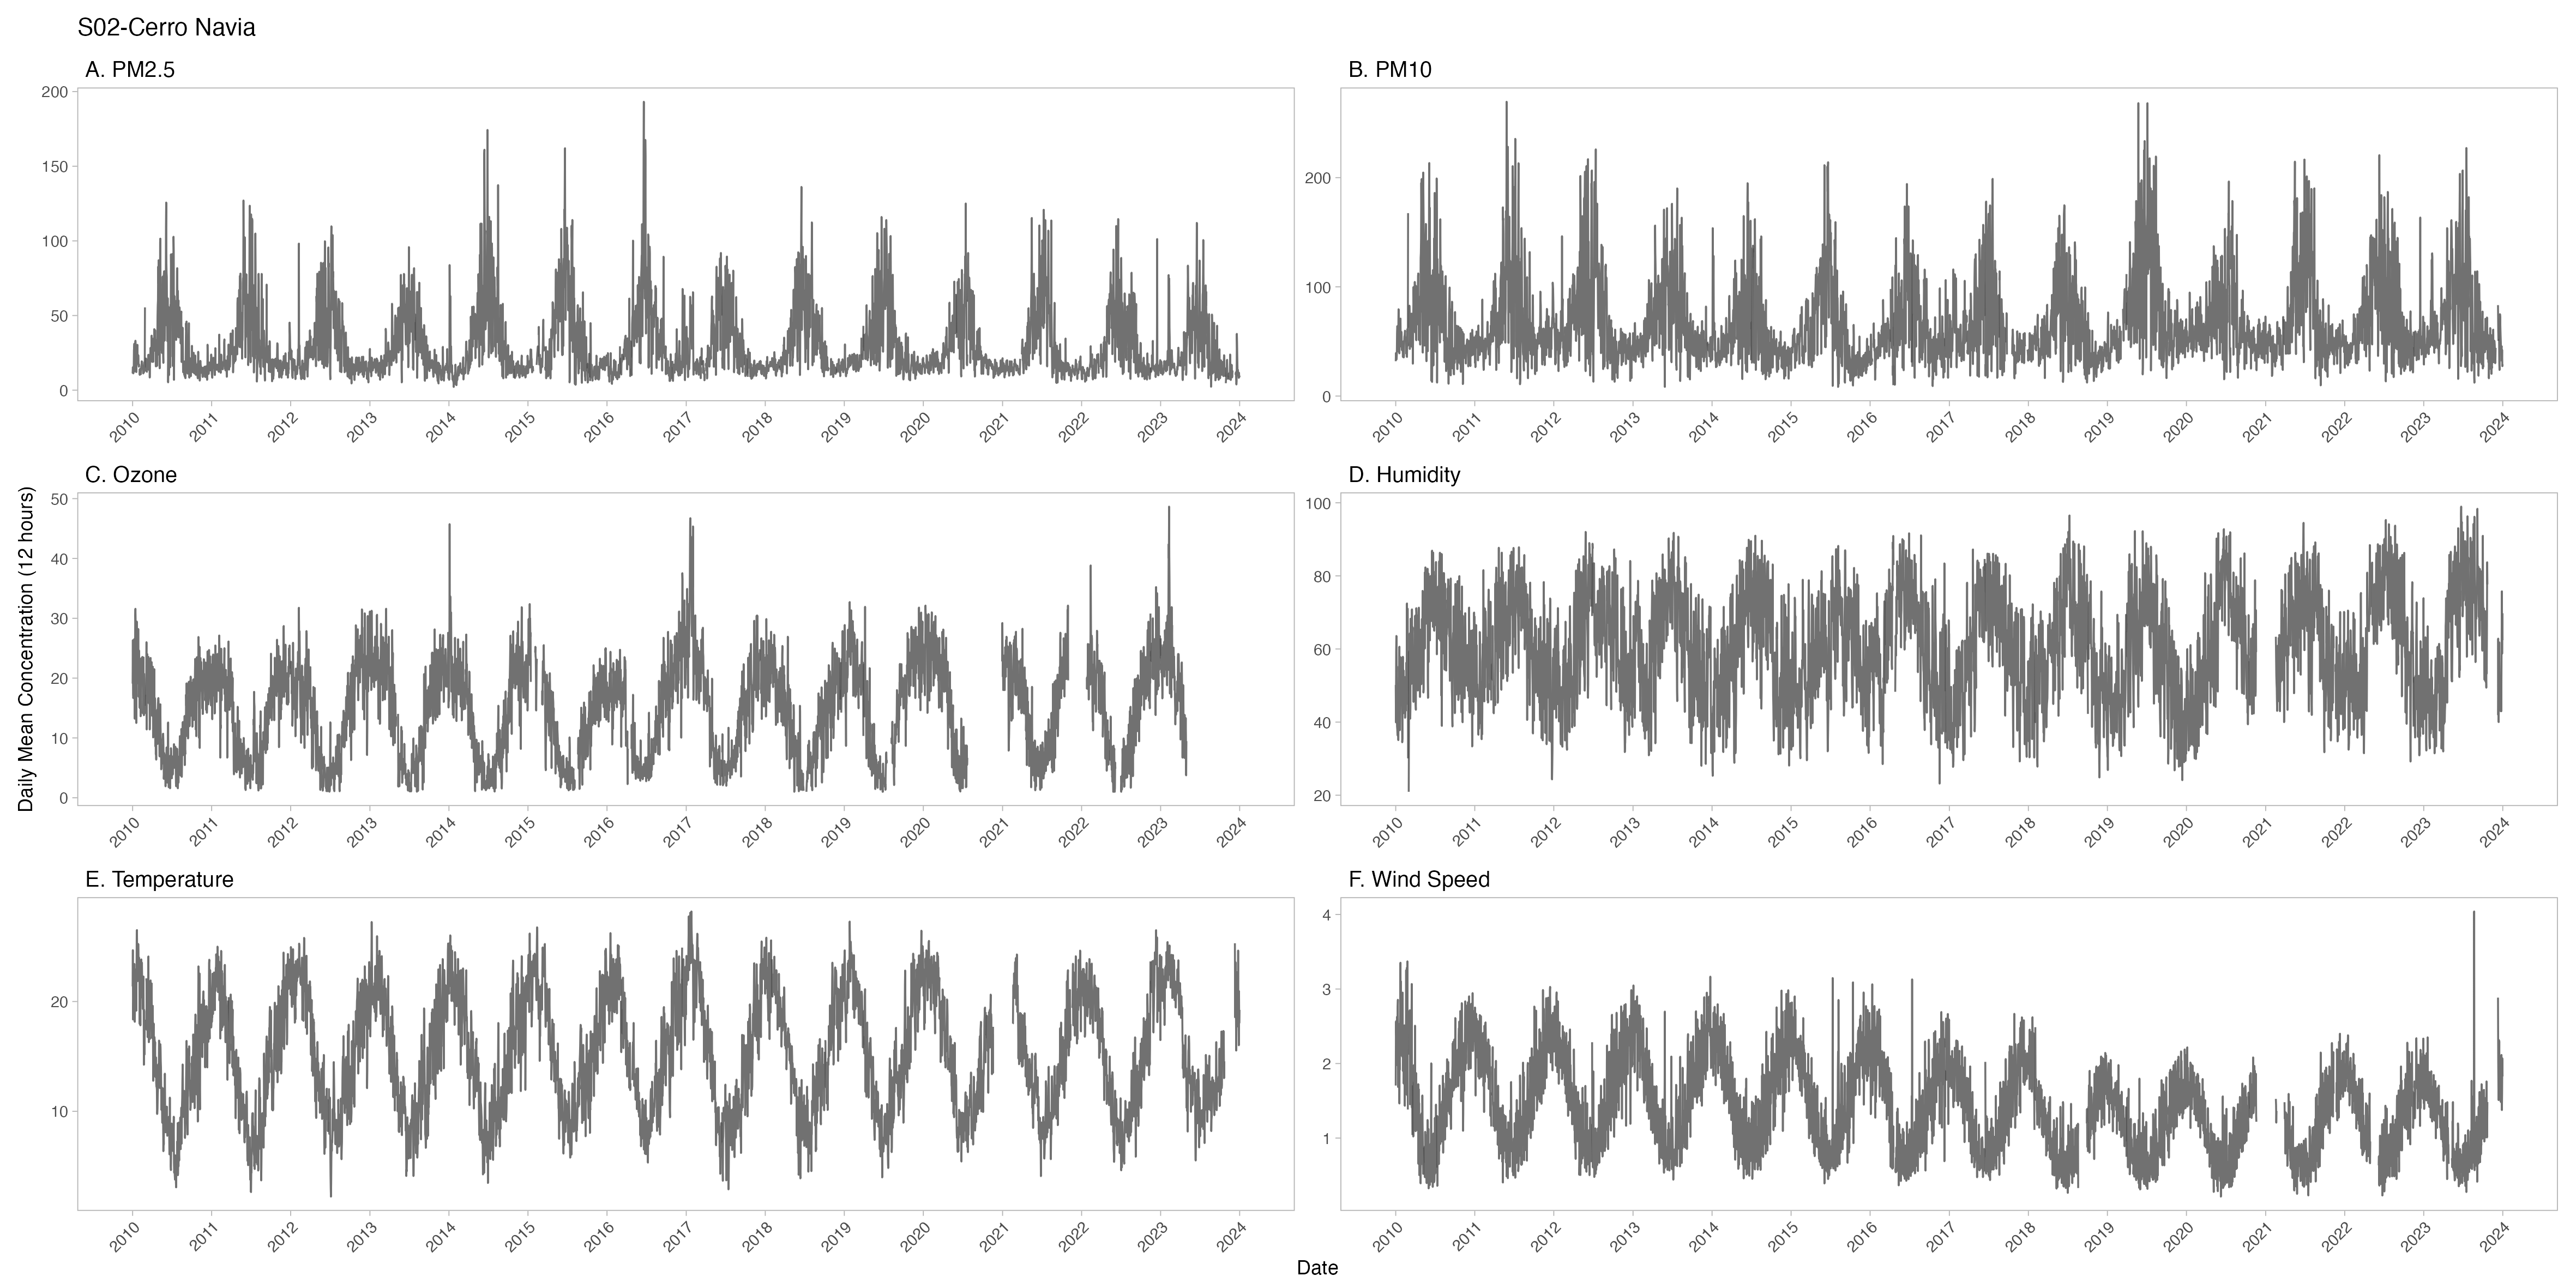 S02-Cerro Navia
A. PM2.5
200
150
100
50
0
2010 2011 2012 2013 2014 2015 2016 2017 2018 2019 2020 2021 2022 2023 2024
B. PM10
200
100
0
2010 2011 2012 2013 2014 2015 2016 2017 2018 2019 2020 2021 2022 2023 2024
Daily Mean Concentration (12 hours)
C. Ozone
50
40
30
20
10
0
2010 2011 2012 2013 2014 2015 2016 2017 2018 2019 2020 2021 2022 2023 2024
D. Humidity
100
80
60
40
20
2010 2011 2012 2013 2014 2015 2016 2017 2018 2019 2020 2021 2022 2023 2024
E. Temperature
20
10
2010 2011 2012 2013 2014 2015 2016 2017 2018 2019 2020 2021 2022 2023 2024
F. Wind Speed
4
3
2
1
2010 2011 2012 2013 2014 2015 2016 2017 2018 2019 2020 2021 2022 2023 2024
Date